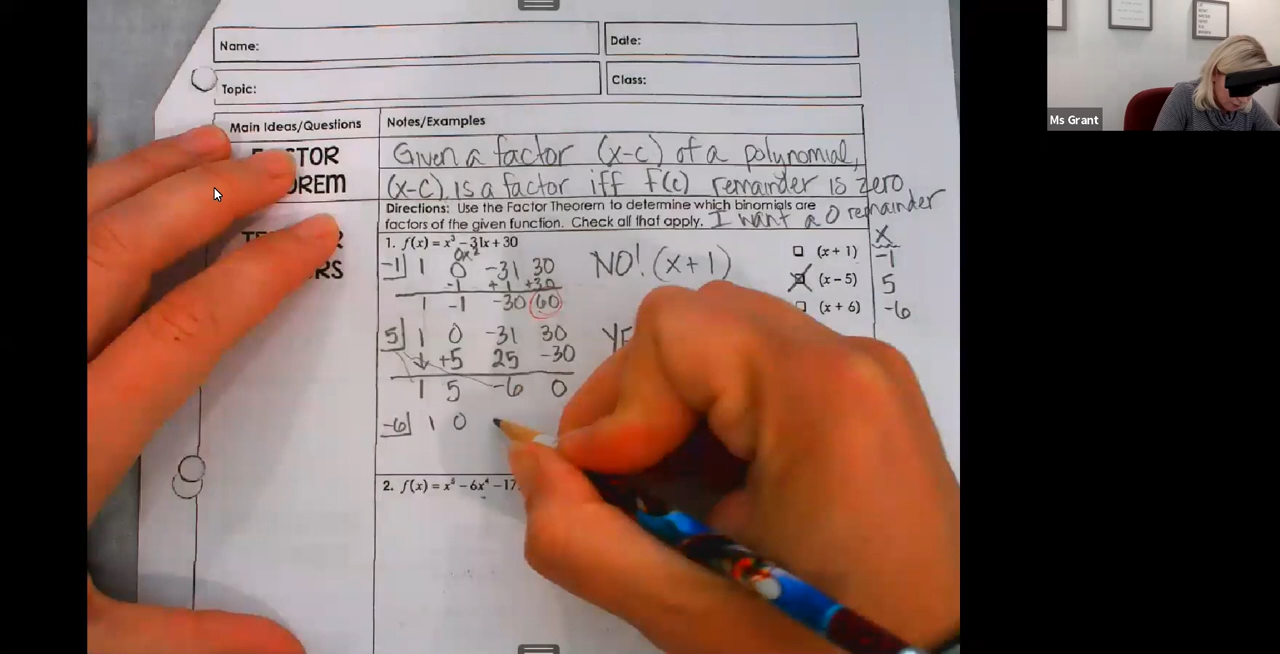 Name:
Date:
Topic:
Class:
Main Ideas/Questions
Notes/Examples
Given a factor (x-c) of a polynomial,
(x-c) is a factor iff f(c) remainder is zero
Directions: Use the Factor Theorem to determine which binomials are
factors of the given function. Check all that apply. I want a 0 remainder
1. f(x) = x³ − 31x + 30
0x²
x
-1| 1 0 -31 30
NO! (x+1)
(x + 1) -1
-1 +1 +30
1 -1 -30 60
(x − 5) 5
(x + 6) -6
5| 1 0 -31 30
+5 25 -30
1 5 -6 0
-6| 1 0
2. f(x) = x⁵ − 6x⁴ − 17
Ms Grant